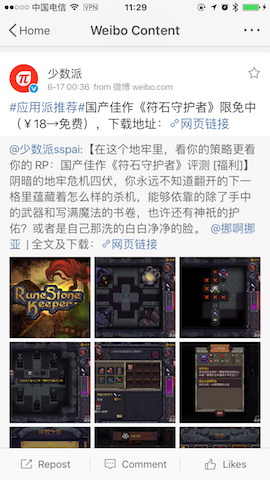 中国电信 VPN 11:29
Home Weibo Content
少数派
6-17 00:36 from 微博 weibo.com
#应用派推荐#国产佳作《符石守护者》限免中
(￥18→免费),下载地址: 网页链接
@少数派sspai:【在这个地牢里,看你的策略更看
你的 RP:国产佳作《符石守护者》评测 [福利]】
阴暗的地牢危机四伏,你永远不知道翻开的下一
格里蕴藏着怎么样的杀机,能够依靠的除了手中
的武器和写满魔法的书卷,也许还有神祇的护
佑?或者是自己那洗的白白净净的脸。 @挪啊挪
亚 | 全文及下载: 网页链接
RuneStone
Keeper
Repost Comment Likes